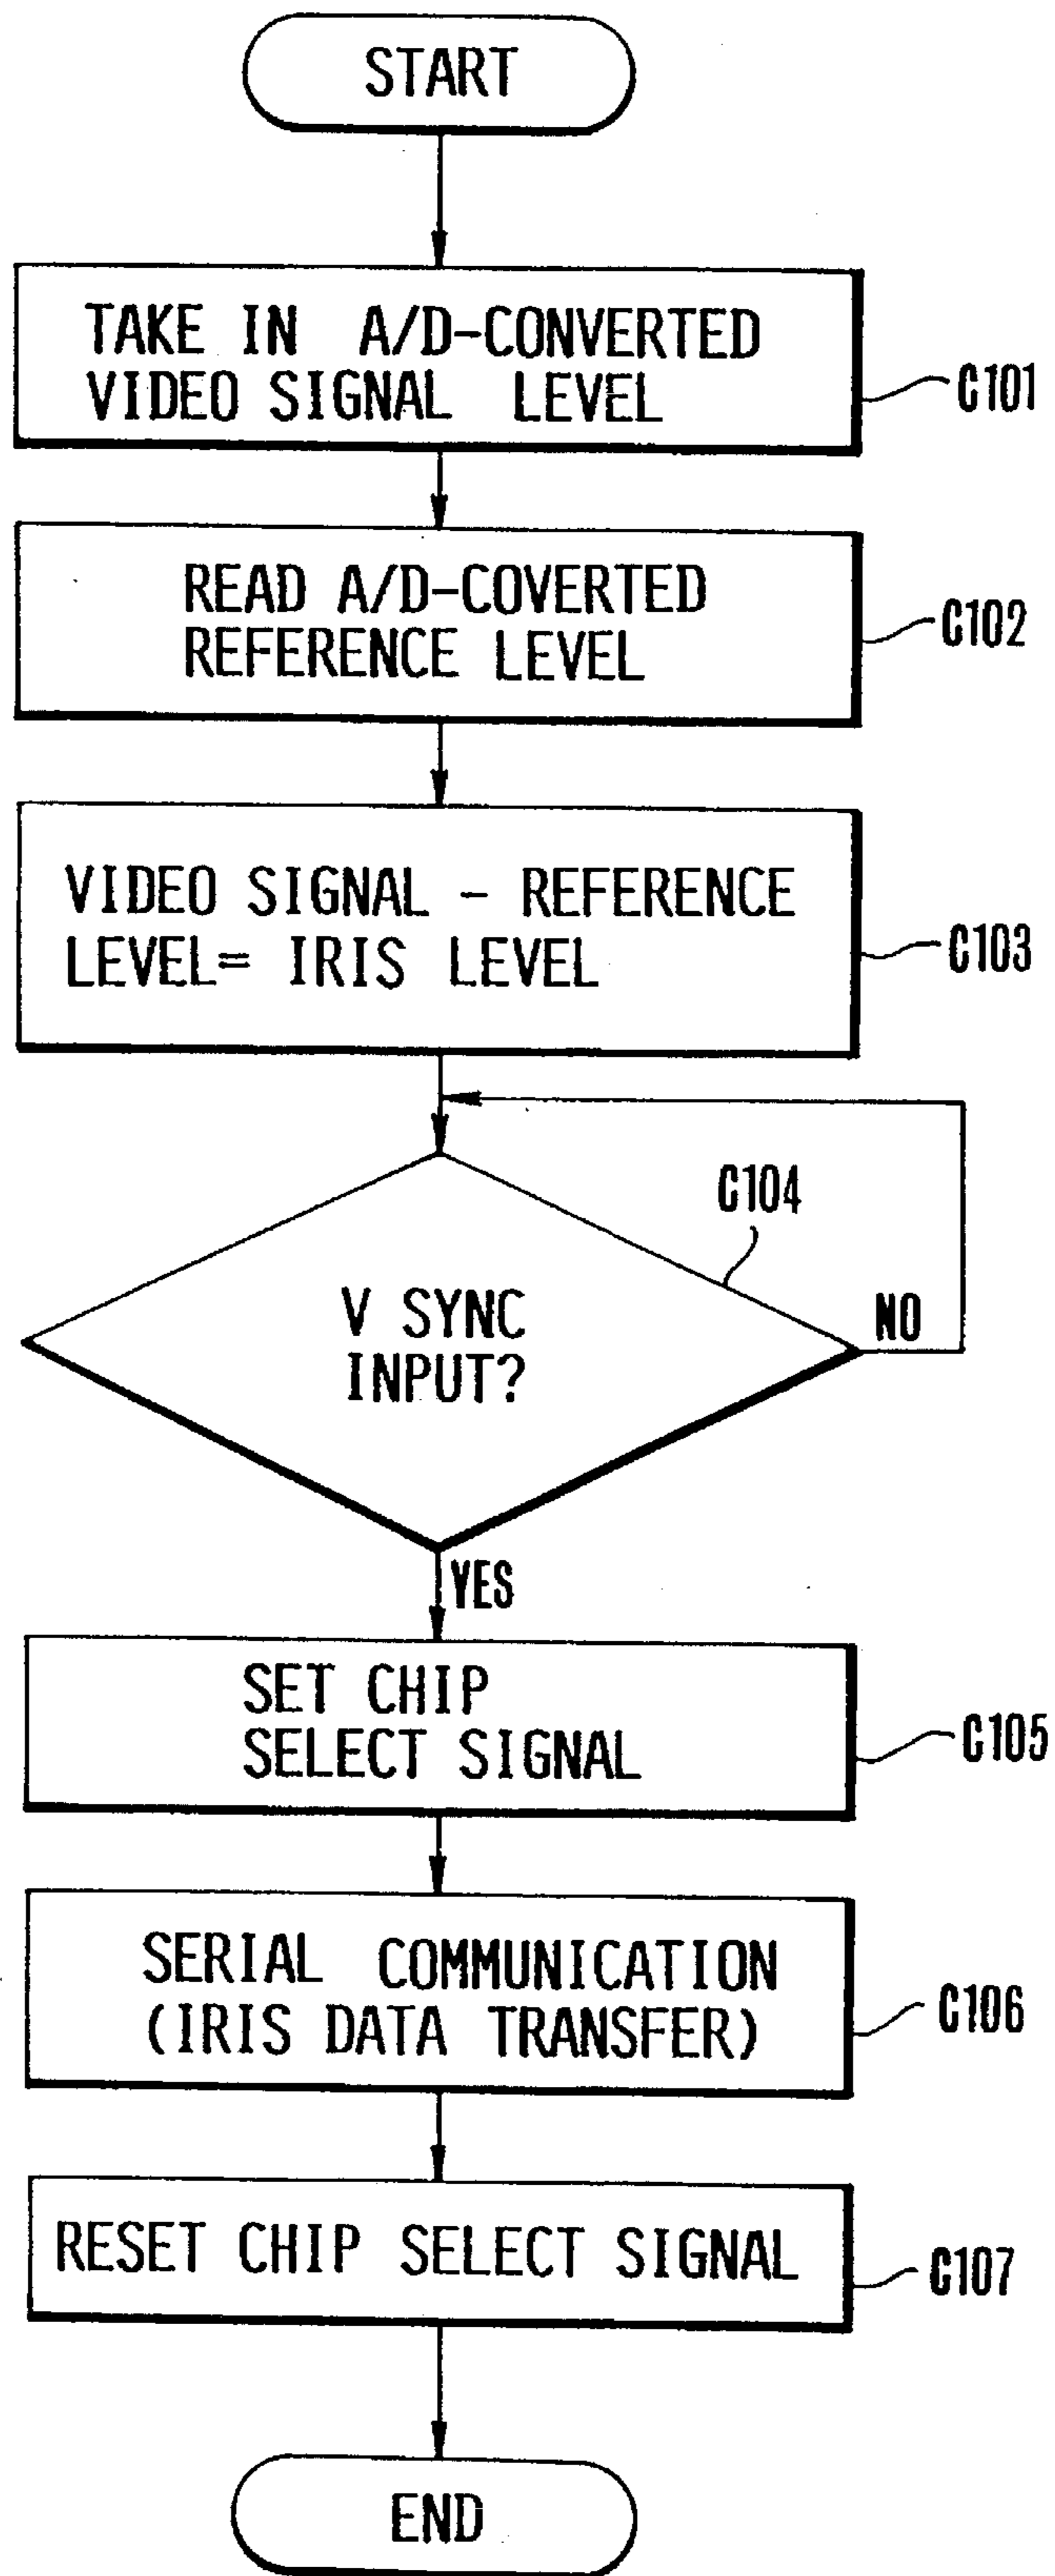 START
TAKE IN A/D-CONVERTED
VIDEO SIGNAL LEVEL
C101
READ A/D-COVERTED
REFERENCE LEVEL
C102
VIDEO SIGNAL - REFERENCE
LEVEL= IRIS LEVEL
C103
C104
V SYNC
INPUT?
NO
YES
SET CHIP
SELECT SIGNAL
C105
SERIAL COMMUNICATION
(IRIS DATA TRANSFER)
C106
RESET CHIP SELECT SIGNAL
C107
END